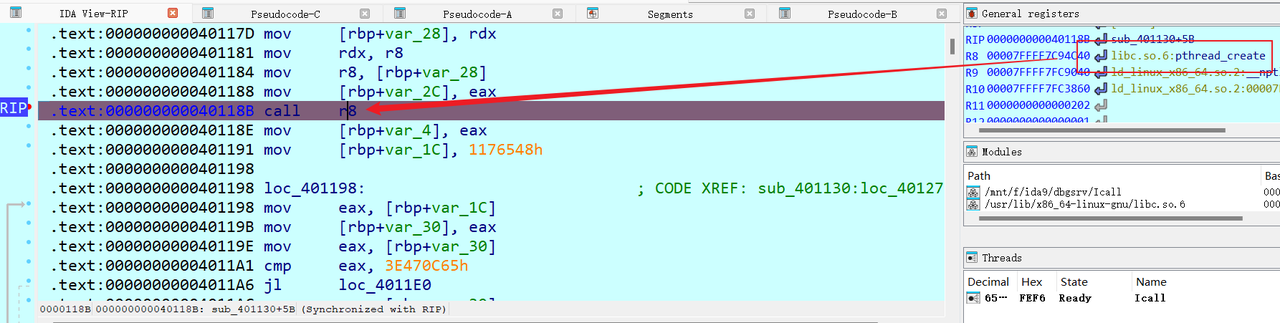 IDA View-RIP
Pseudocode-C
Pseudocode-A
Segments
Pseudocode-B
.text:000000000040117D mov [rbp+var_28], rdx
.text:0000000000401181 mov rdx, r8
.text:0000000000401184 mov r8, [rbp+var_28]
.text:0000000000401188 mov [rbp+var_2C], eax
RIP .text:000000000040118B call r8
.text:000000000040118E mov [rbp+var_4], eax
.text:0000000000401191 mov [rbp+var_1C], 1176548h
.text:0000000000401198
.text:0000000000401198 loc_401198: ; CODE XREF: sub_401130:loc_40127
.text:0000000000401198 mov eax, [rbp+var_1C]
.text:000000000040119B mov [rbp+var_30], eax
.text:000000000040119E mov eax, [rbp+var_30]
.text:00000000004011A1 cmp eax, 3E470C65h
.text:00000000004011A6 jl loc_4011E0
0000118B 000000000040118B: sub_401130+5B (Synchronized with RIP)
General registers
RIP 000000000040118B sub_401130+5B
R8 00007FFFF7C94C40 libc.so.6:pthread_create
R9 00007FFFF7FC9040 ld_linux_x86_64.so.2:__npt
R10 00007FFFF7FC3860 ld_linux_x86_64.so.2:00007
R11 0000000000000202
R12 0000000000000001
Modules
Path Bas
/mnt/f/ida9/dbgsrv/Icall 000
/usr/lib/x86_64-linux-gnu/libc.so.6 000
Threads
Decimal Hex State Name
65… FEF6 Ready Icall